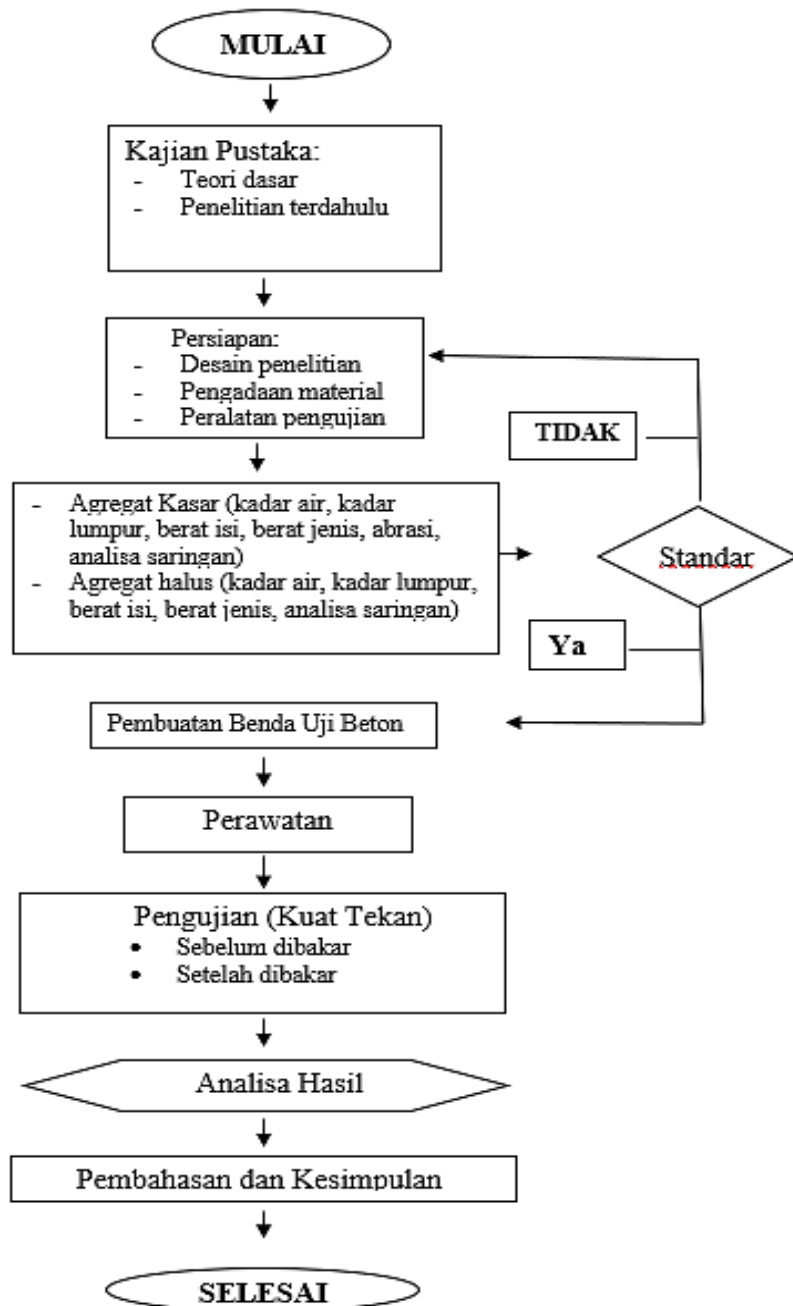 MULAI
Kajian Pustaka:
- Teori dasar
- Penelitian terdahulu
Persiapan:
- Desain penelitian
- Pengadaan material
- Peralatan pengujian
TIDAK
- Agregat Kasar (kadar air, kadar
lumpur, berat isi, berat jenis, abrasi,
analisa saringan)
- Agregat halus (kadar air, kadar lumpur,
berat isi, berat jenis, analisa saringan)
Standar
Ya
Pembuatan Benda Uji Beton
Perawatan
Pengujian (Kuat Tekan)
• Sebelum dibakar
• Setelah dibakar
Analisa Hasil
Pembahasan dan Kesimpulan
SELESAI